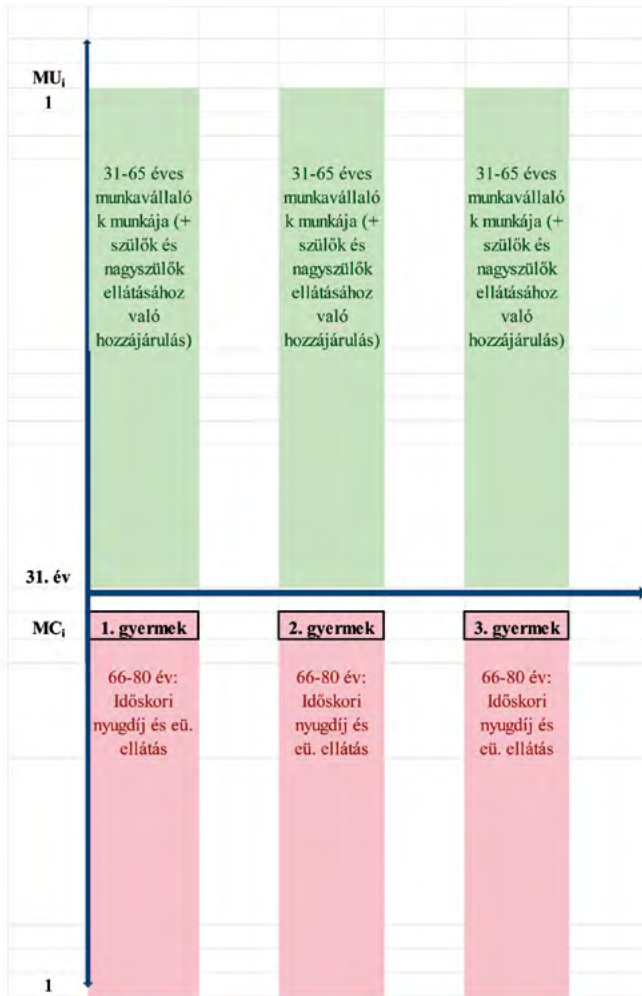 MUi
1
31-65 éves
munkavállaló
k munkája (+
szülők és
nagyszülők
ellátásához
való
hozzájárulás)
31-65 éves
munkavállaló
k munkája (+
szülők és
nagyszülők
ellátásához
való
hozzájárulás)
31-65 éves
munkavállaló
k munkája (+
szülők és
nagyszülők
ellátásához
való
hozzájárulás)
31. év
MCi
1. gyermek
2. gyermek
3. gyermek
66-80 év:
Időskori
nyugdíj és eü.
ellátás
66-80 év:
Időskori
nyugdíj és
eü. ellátás
66-80 év:
Időskori
nyugdíj és
eü. ellátás
1